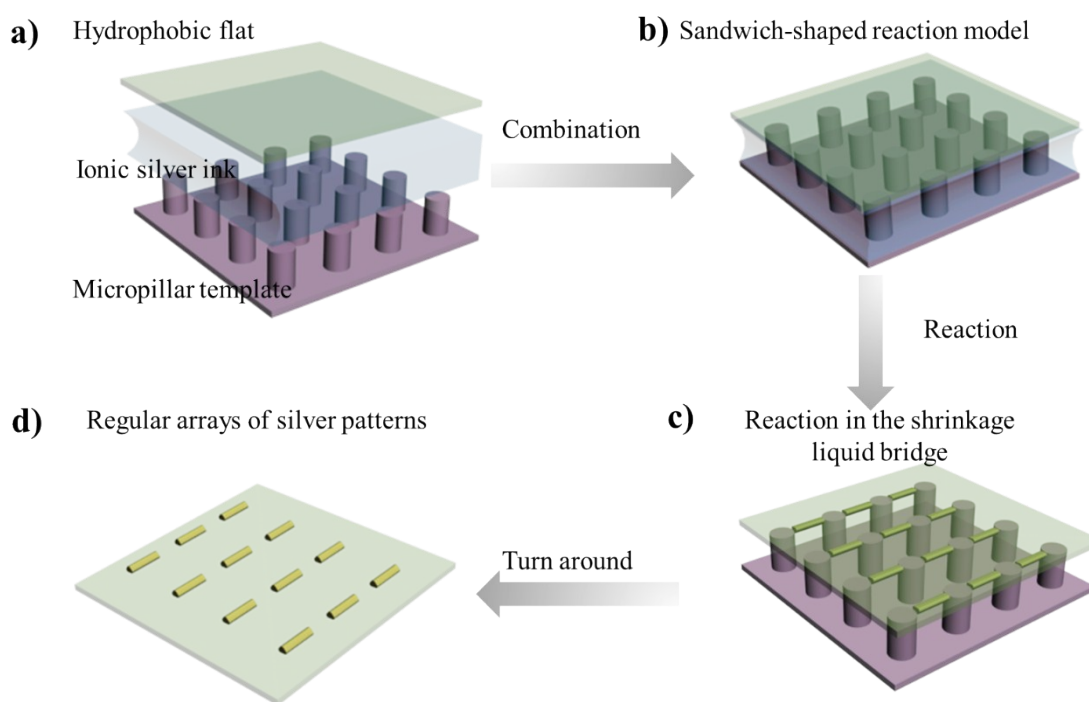 a) Hydrophobic flat
Ionic silver ink
Micropillar template
Combination
b) Sandwich-shaped reaction model
Reaction
c) Reaction in the shrinkage
liquid bridge
Turn around
d) Regular arrays of silver patterns